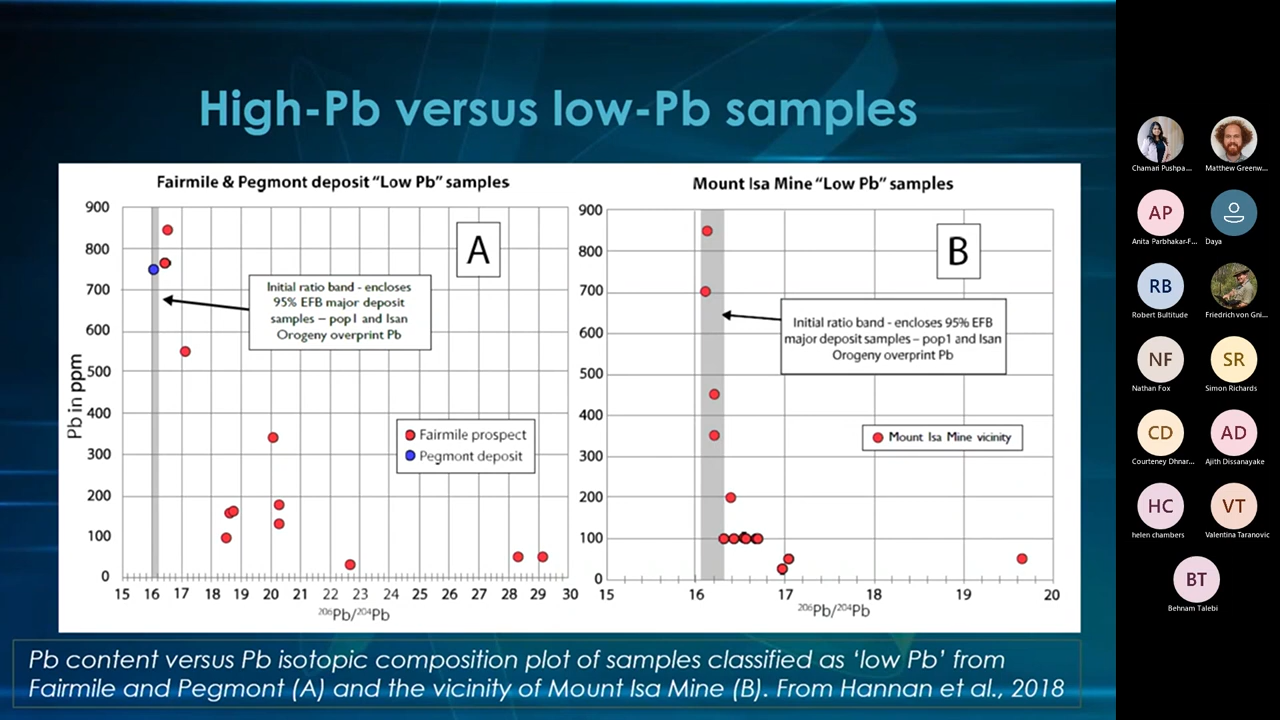 High-Pb versus low-Pb samples
Fairmile & Pegmont deposit "Low Pb" samples
900
800
700
600
500
400
300
200
100
0
Pb in ppm
A
Initial ratio band - encloses
95% EFB major deposit
samples – pop1 and Isan
Orogeny overprint Pb
Fairmile prospect
Pegmont deposit
15 16 17 18 19 20 21 22 23 24 25 26 27 28 29 30
206Pb/204Pb
Mount Isa Mine "Low Pb" samples
900
800
700
600
500
400
300
200
100
0
B
Initial ratio band - encloses 95% EFB
major deposit samples – pop1 and Isan
Orogeny overprint Pb
Mount Isa Mine vicinity
15 16 17 18 19 20
206Pb/204Pb
Pb content versus Pb isotopic composition plot of samples classified as 'low Pb' from
Fairmile and Pegmont (A) and the vicinity of Mount Isa Mine (B). From Hannan et al., 2018
Chamari Pushpa...
Matthew Greenw...
AP
Anita Parbhakar-F...
Daya
RB
Robert Bultitude
Friedrich von Gni...
NF
Nathan Fox
SR
Simon Richards
CD
Courteney Dhnar...
AD
Ajith Dissanayake
HC
helen chambers
VT
Valentina Taranovic
BT
Behnam Talebi